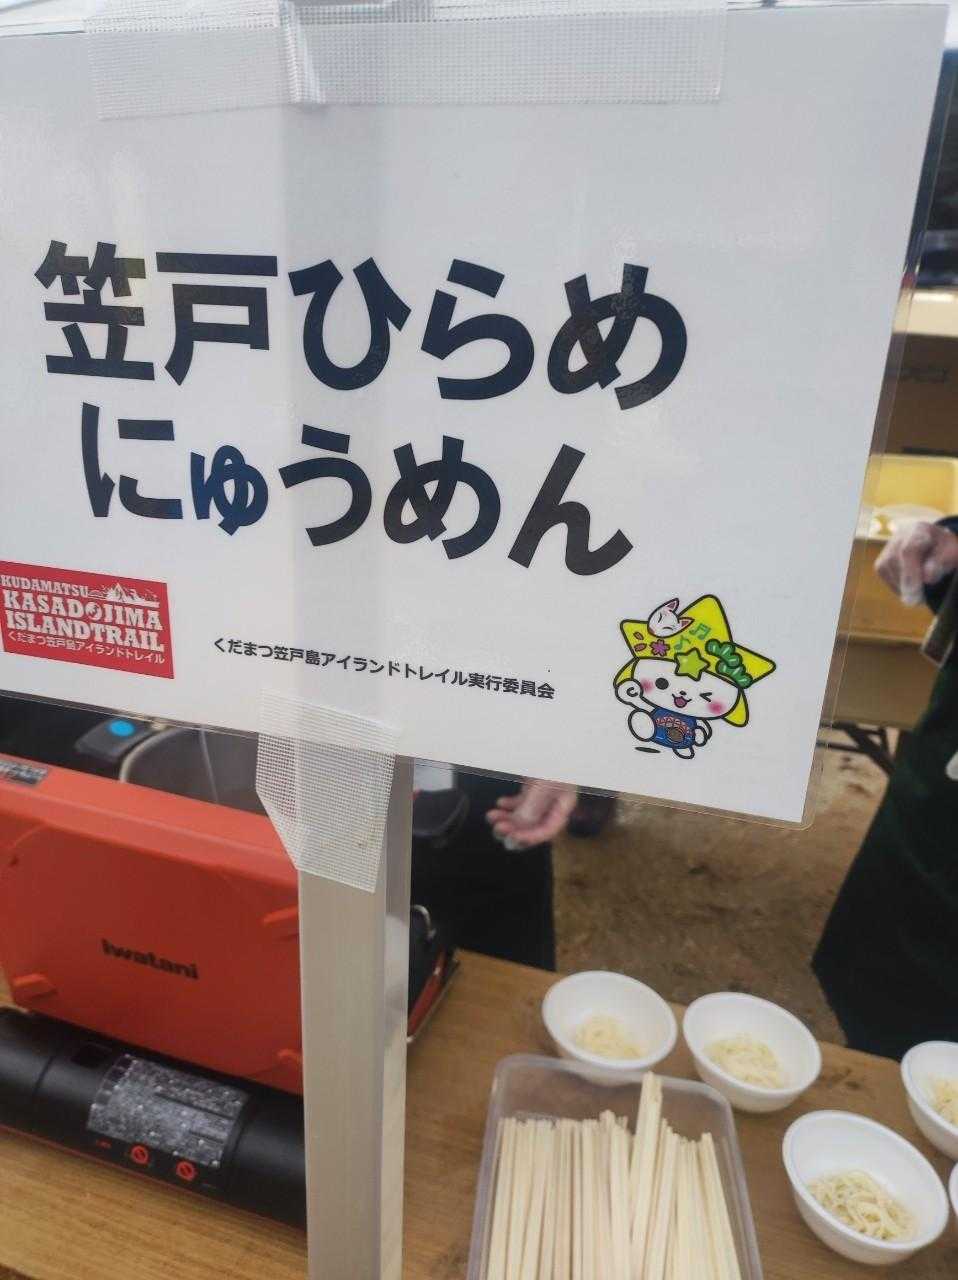 笠戸ひらめ
にゅうめん
KUDAMATSU
KASADOJIMA
ISLANDTRAIL
くだまつ笠戸島アイランドトレイル
くだまつ笠戸島アイランドトレイル実行委員会
Iwatani